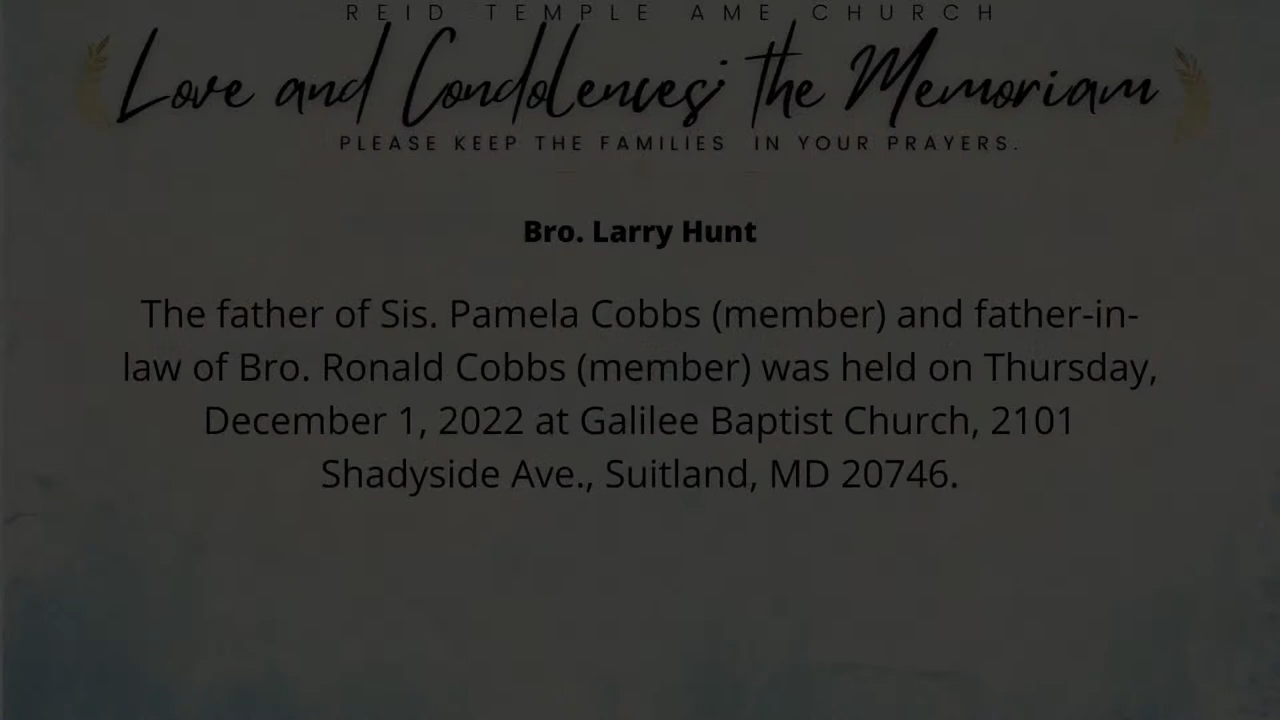 REID TEMPLE AME CHURCH
Love and Condolences: the Memoriam
PLEASE KEEP THE FAMILIES IN YOUR PRAYERS.
Bro. Larry Hunt
The father of Sis. Pamela Cobbs (member) and father-in-
law of Bro. Ronald Cobbs (member) was held on Thursday,
December 1, 2022 at Galilee Baptist Church, 2101
Shadyside Ave., Suitland, MD 20746.